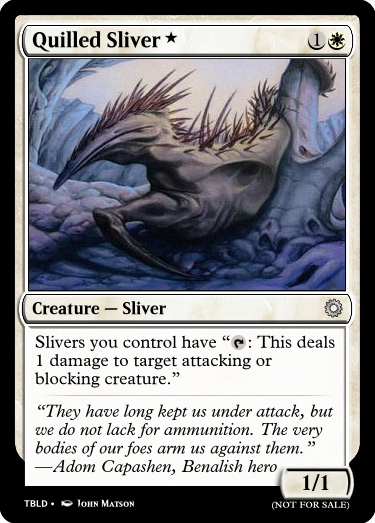 Quilled Sliver ★ 1
Creature — Sliver
Slivers you control have “: This deals
1 damage to target attacking or
blocking creature.”
“They have long kept us under attack, but
we do not lack for ammunition. The very
bodies of our foes arm us against them.”
—Adom Capashen, Benalish hero
1/1
TBLD • John Matson
(NOT FOR SALE)